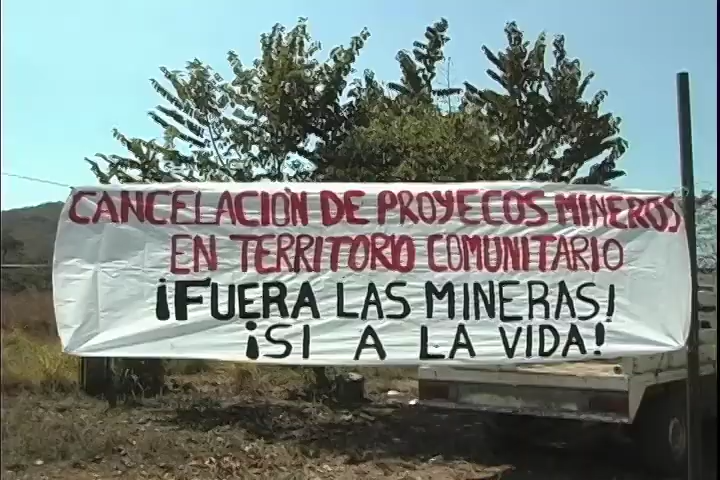 CANCELACIÓN DE PROYECOS MINEROS
EN TERRITORIO COMUNITARIO
¡FUERA LAS MINERAS!
¡SI A LA VIDA!